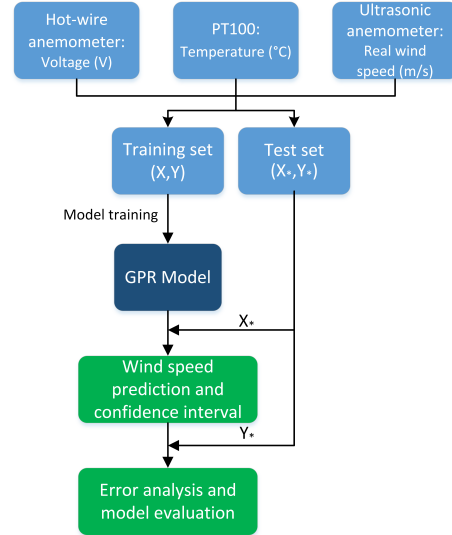 Hot-wire
anemometer:
Voltage (V)
PT100:
Temperature (°C)
Ultrasonic
anemometer:
Real wind
speed (m/s)
Training set
(X,Y)
Test set
(X*,Y*)
Model training
GPR Model
X*
Wind speed
prediction and
confidence interval
Y*
Error analysis and
model evaluation